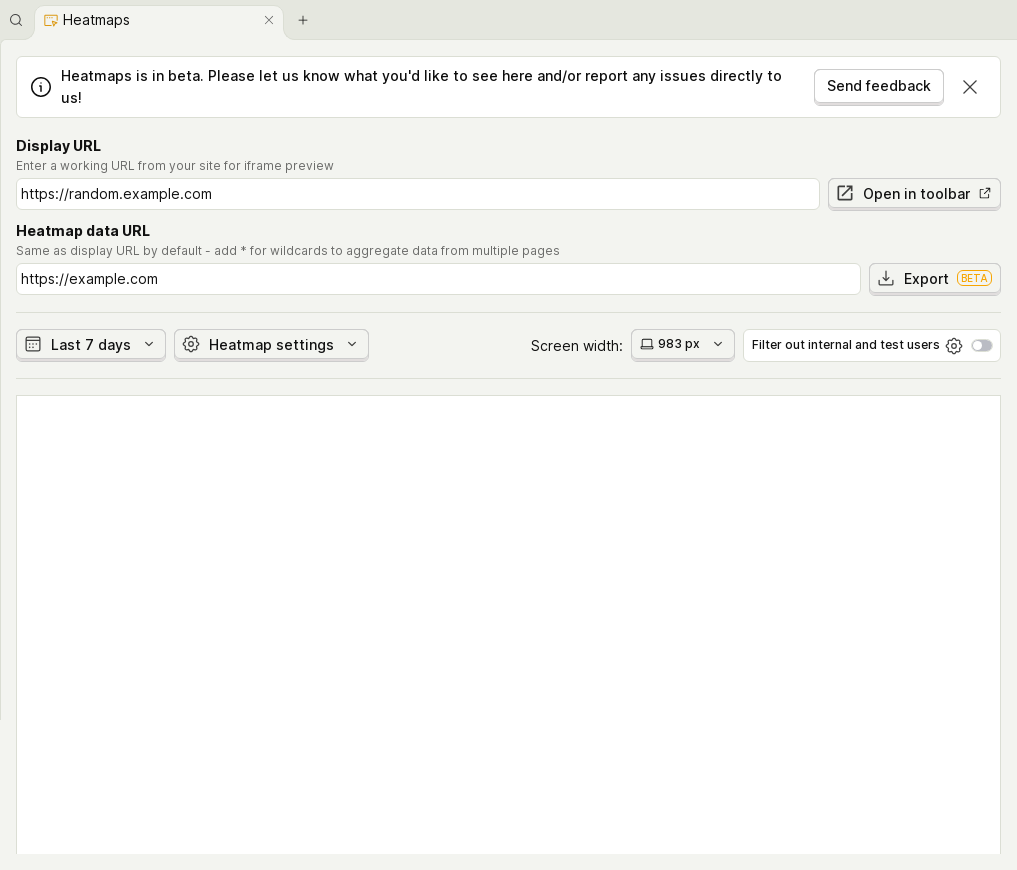 Heatmaps
Heatmaps is in beta. Please let us know what you'd like to see here and/or report any issues directly to
us!
Send feedback
Display URL
Enter a working URL from your site for iframe preview
https://random.example.com
Open in toolbar
Heatmap data URL
Same as display URL by default - add * for wildcards to aggregate data from multiple pages
https://example.com
Export BETA
Last 7 days
Heatmap settings
Screen width:
983 px
Filter out internal and test users